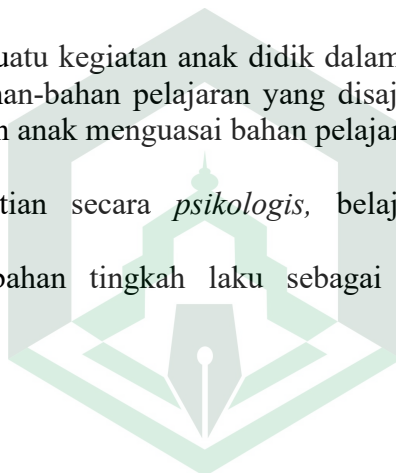 uatu kegiatan anak didik dalam
an-bahan pelajaran yang disaj
anak menguasai bahan pelajar
tian secara psikologis, belaj
bahan tingkah laku sebagai